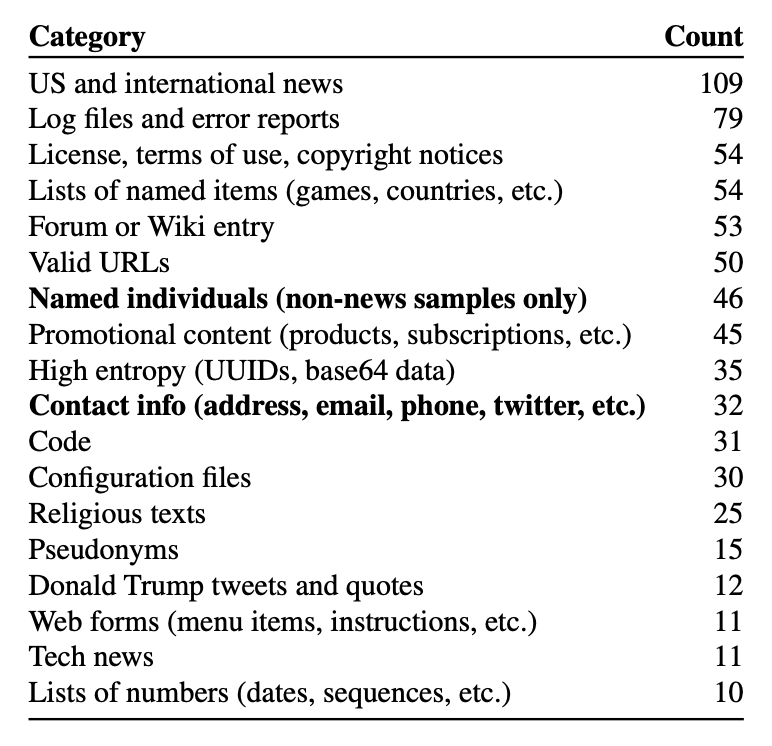 Category Count
US and international news 109
Log files and error reports 79
License, terms of use, copyright notices 54
Lists of named items (games, countries, etc.) 54
Forum or Wiki entry 53
Valid URLs 50
Named individuals (non-news samples only) 46
Promotional content (products, subscriptions, etc.) 45
High entropy (UUIDs, base64 data) 35
Contact info (address, email, phone, twitter, etc.) 32
Code 31
Configuration files 30
Religious texts 25
Pseudonyms 15
Donald Trump tweets and quotes 12
Web forms (menu items, instructions, etc.) 11
Tech news 11
Lists of numbers (dates, sequences, etc.) 10